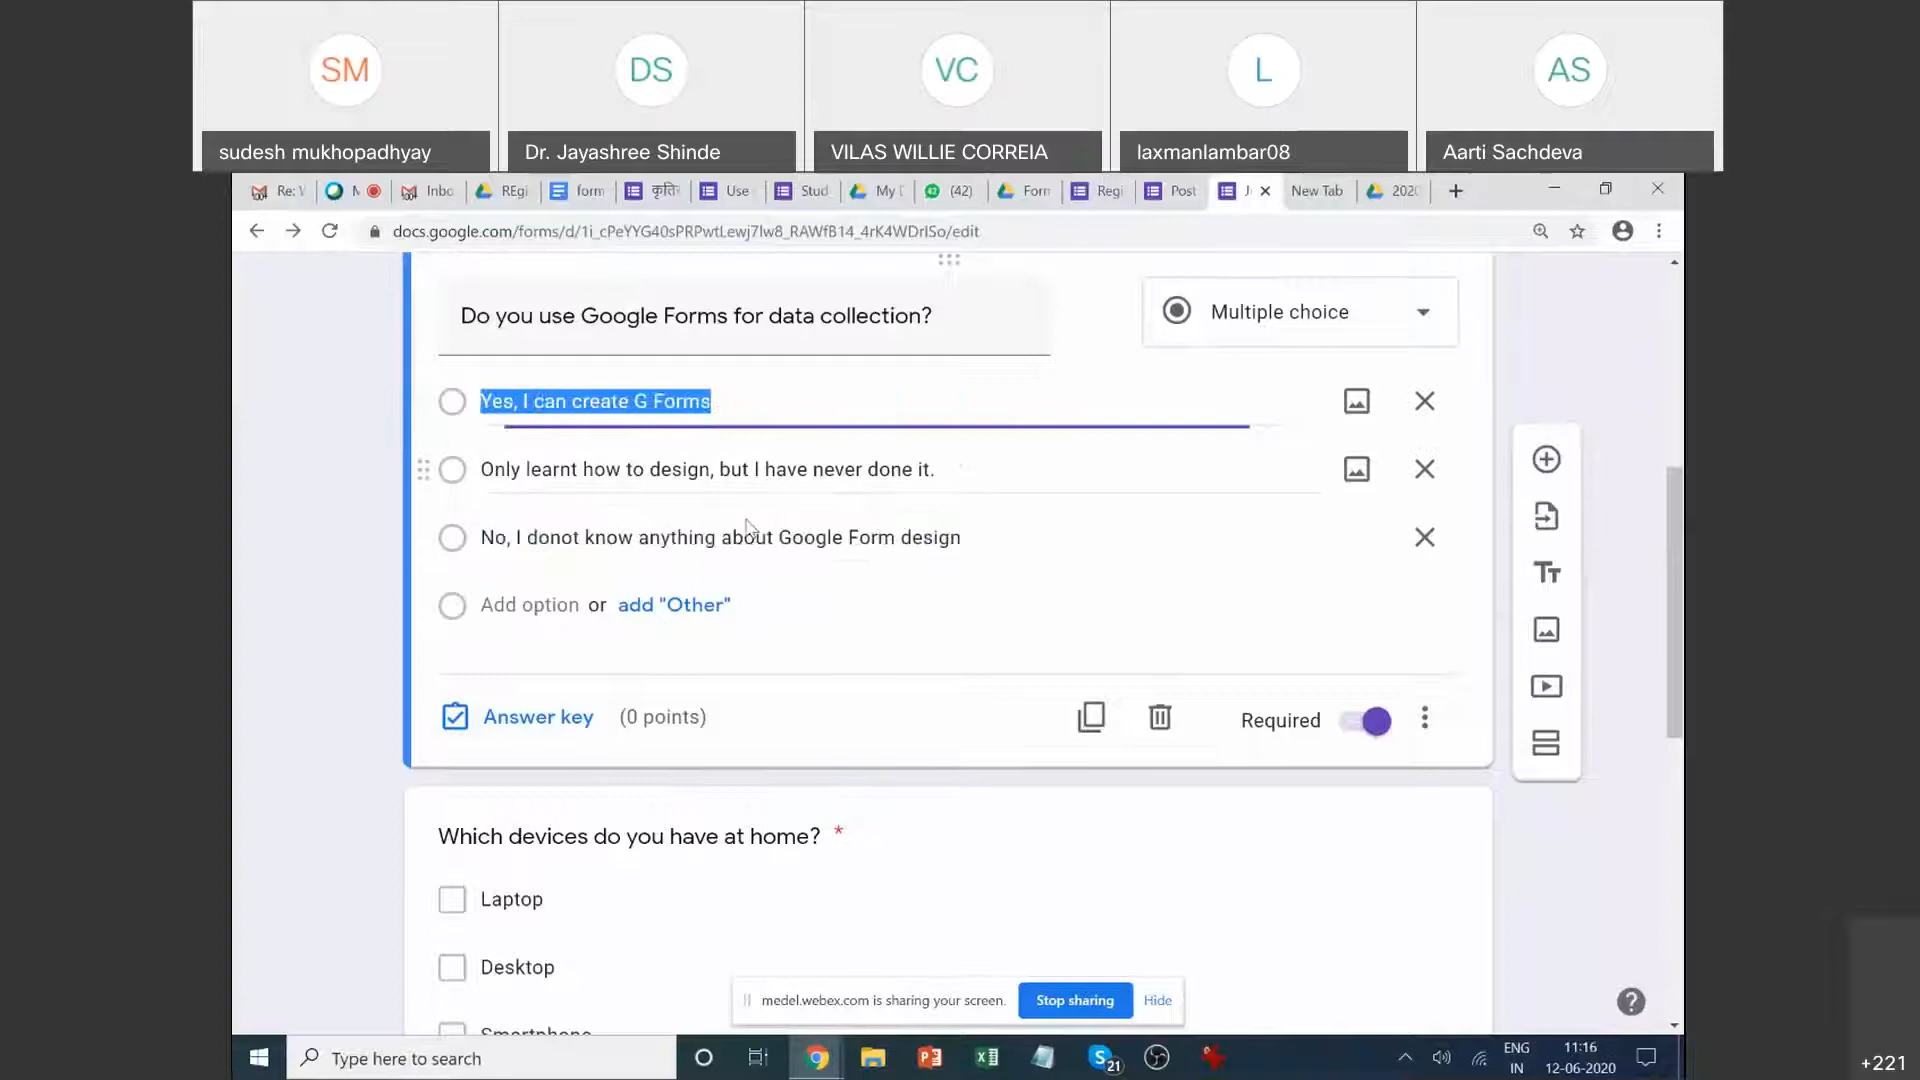 SM
DS
VC
L
AS
sudesh mukhopadhyay
Dr. Jayashree Shinde
VILAS WILLIE CORREIA
laxmanlambar08
Aarti Sachdeva
Re: 
Inbo
REgi
form
कृति
Use
Stud
My
(42)
Form
Regi
Post
New Tab
202
docs.google.com/forms/d/1i_cPeYYG40sPRPwtLewj7lw8_RAWfB14_4rK4WDrlSo/edit
Do you use Google Forms for data collection?
Multiple choice
Yes, I can create G Forms
Only learnt how to design, but I have never done it.
No, I donot know anything about Google Form design
Add option or add "Other"
Answer key (0 points)
Required
Which devices do you have at home? *
Laptop
Desktop
Smartphone
medel.webex.com is sharing your screen.
Stop sharing
Hide
Type here to search
21
ENG
IN
11:16
12-06-2020
+221